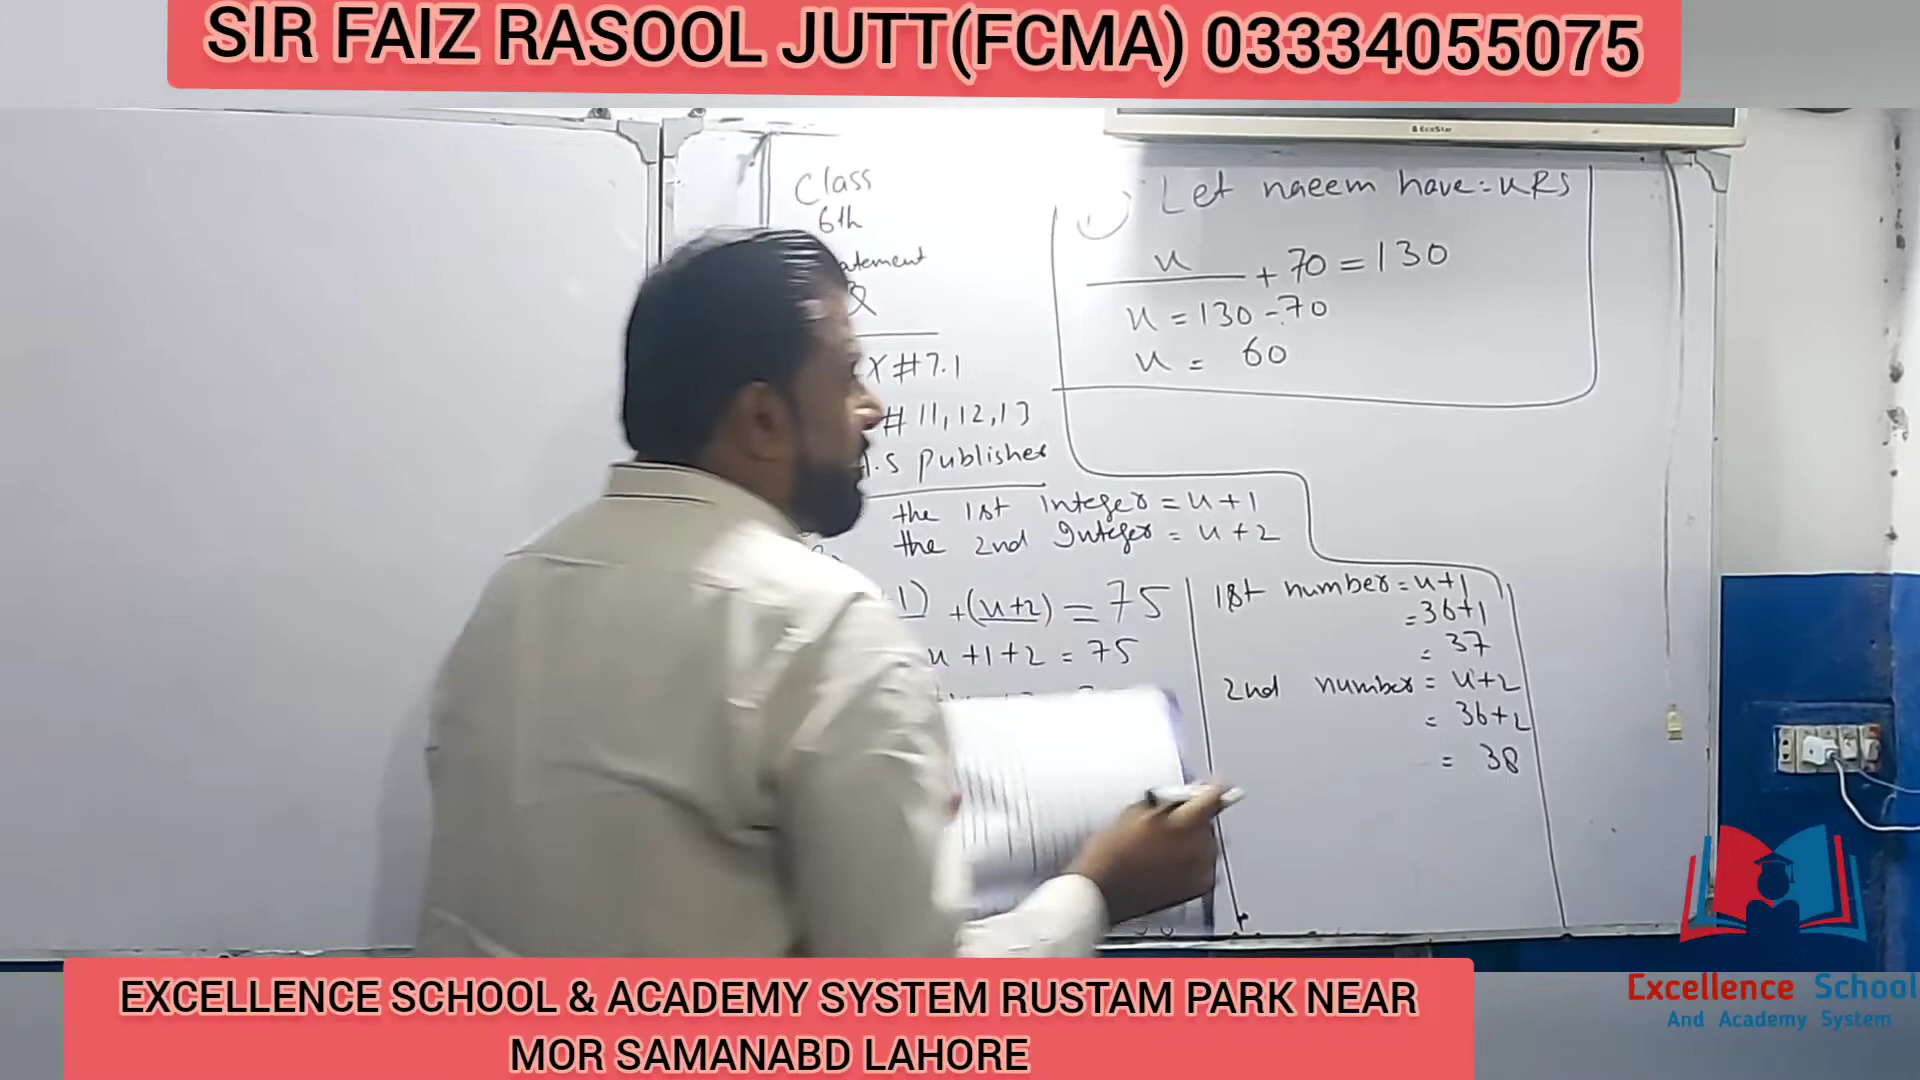 SIR FAIZ RASOOL JUTT(FCMA) 03334055075
EcoStar
Class
6th
atement
&
X#7.1
# 11, 12, 13
.S publisher
the 1st Integer = u+1
the 2nd Integer = u+2
1) +(u+2) = 75
u +1+2 = 75
Let naeem have = u RS
u + 70 = 130
u = 130 - 70
u = 60
1st number = u+1
= 36+1
= 37
2nd number = u+2
= 36+2
= 38
Excellence School
And Academy System
EXCELLENCE SCHOOL & ACADEMY SYSTEM RUSTAM PARK NEAR
MOR SAMANABD LAHORE